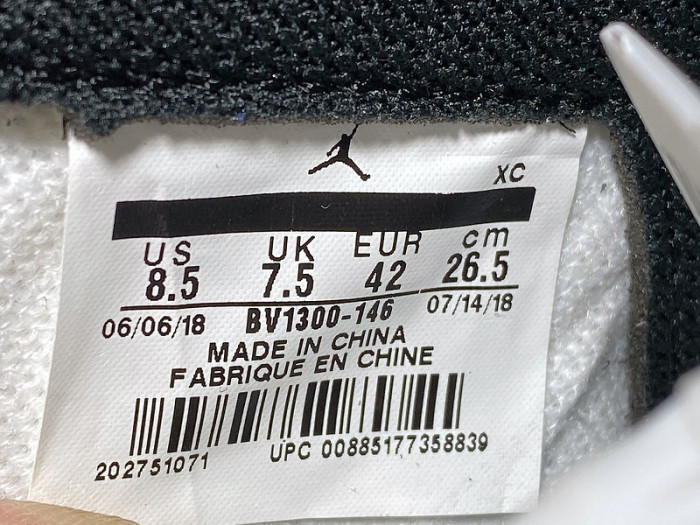 XC
US UK EUR cm
8.5 7.5 42 26.5
06/06/18 BV1300-146 07/14/18
MADE IN CHINA
FABRIQUE EN CHINE
202751071 UPC 00885177358839